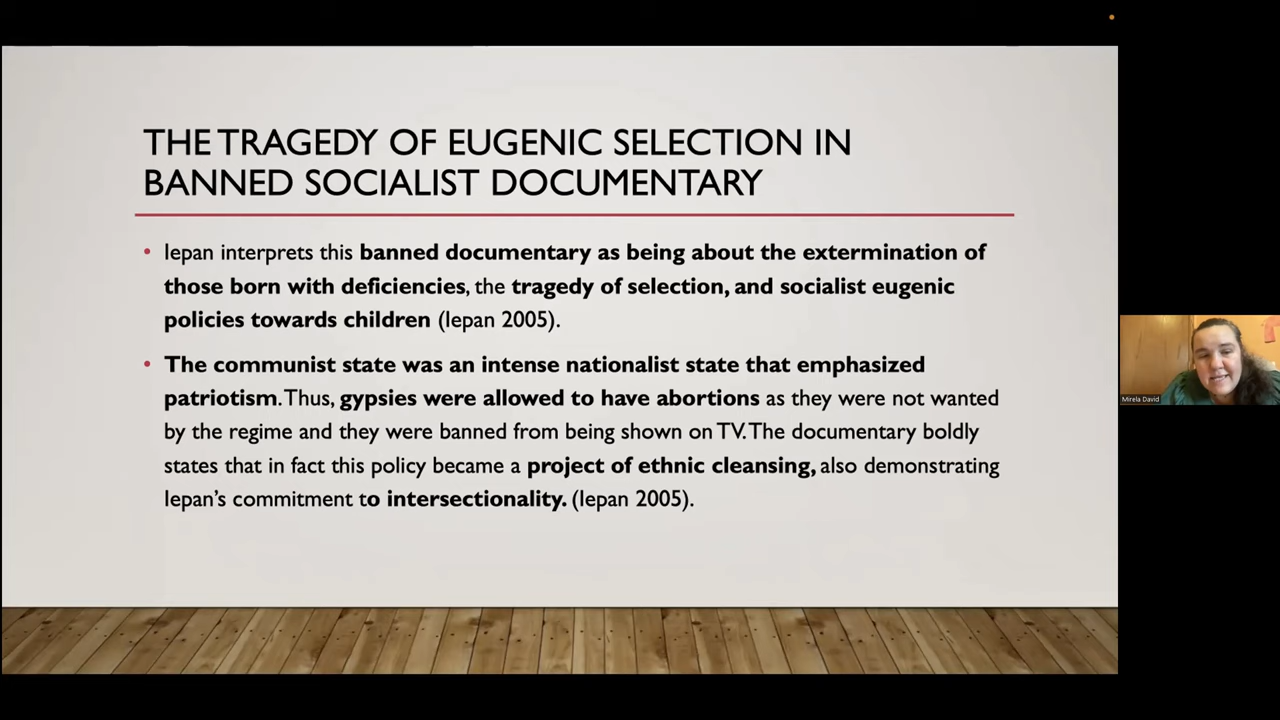 THE TRAGEDY OF EUGENIC SELECTION IN
BANNED SOCIALIST DOCUMENTARY
• Iepan interprets this banned documentary as being about the extermination of
those born with deficiencies, the tragedy of selection, and socialist eugenic
policies towards children (Iepan 2005).
• The communist state was an intense nationalist state that emphasized
patriotism. Thus, gypsies were allowed to have abortions as they were not wanted
by the regime and they were banned from being shown on TV. The documentary boldly
states that in fact this policy became a project of ethnic cleansing, also demonstrating
Iepan's commitment to intersectionality. (Iepan 2005).
Mirela David